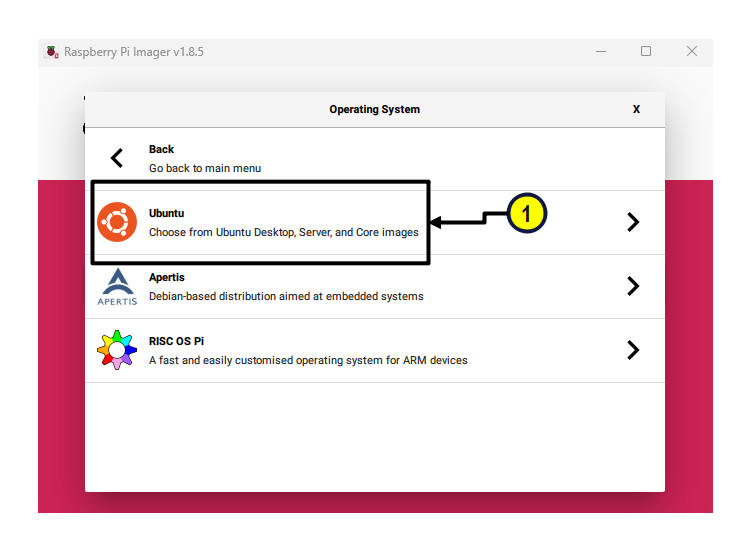 Raspberry Pi Imager v1.8.5
Operating System X
Back
Go back to main menu
Ubuntu
Choose from Ubuntu Desktop, Server, and Core images
1
APERTIS
Apertis
Debian-based distribution aimed at embedded systems
RISC OS Pi
A fast and easily customised operating system for ARM devices